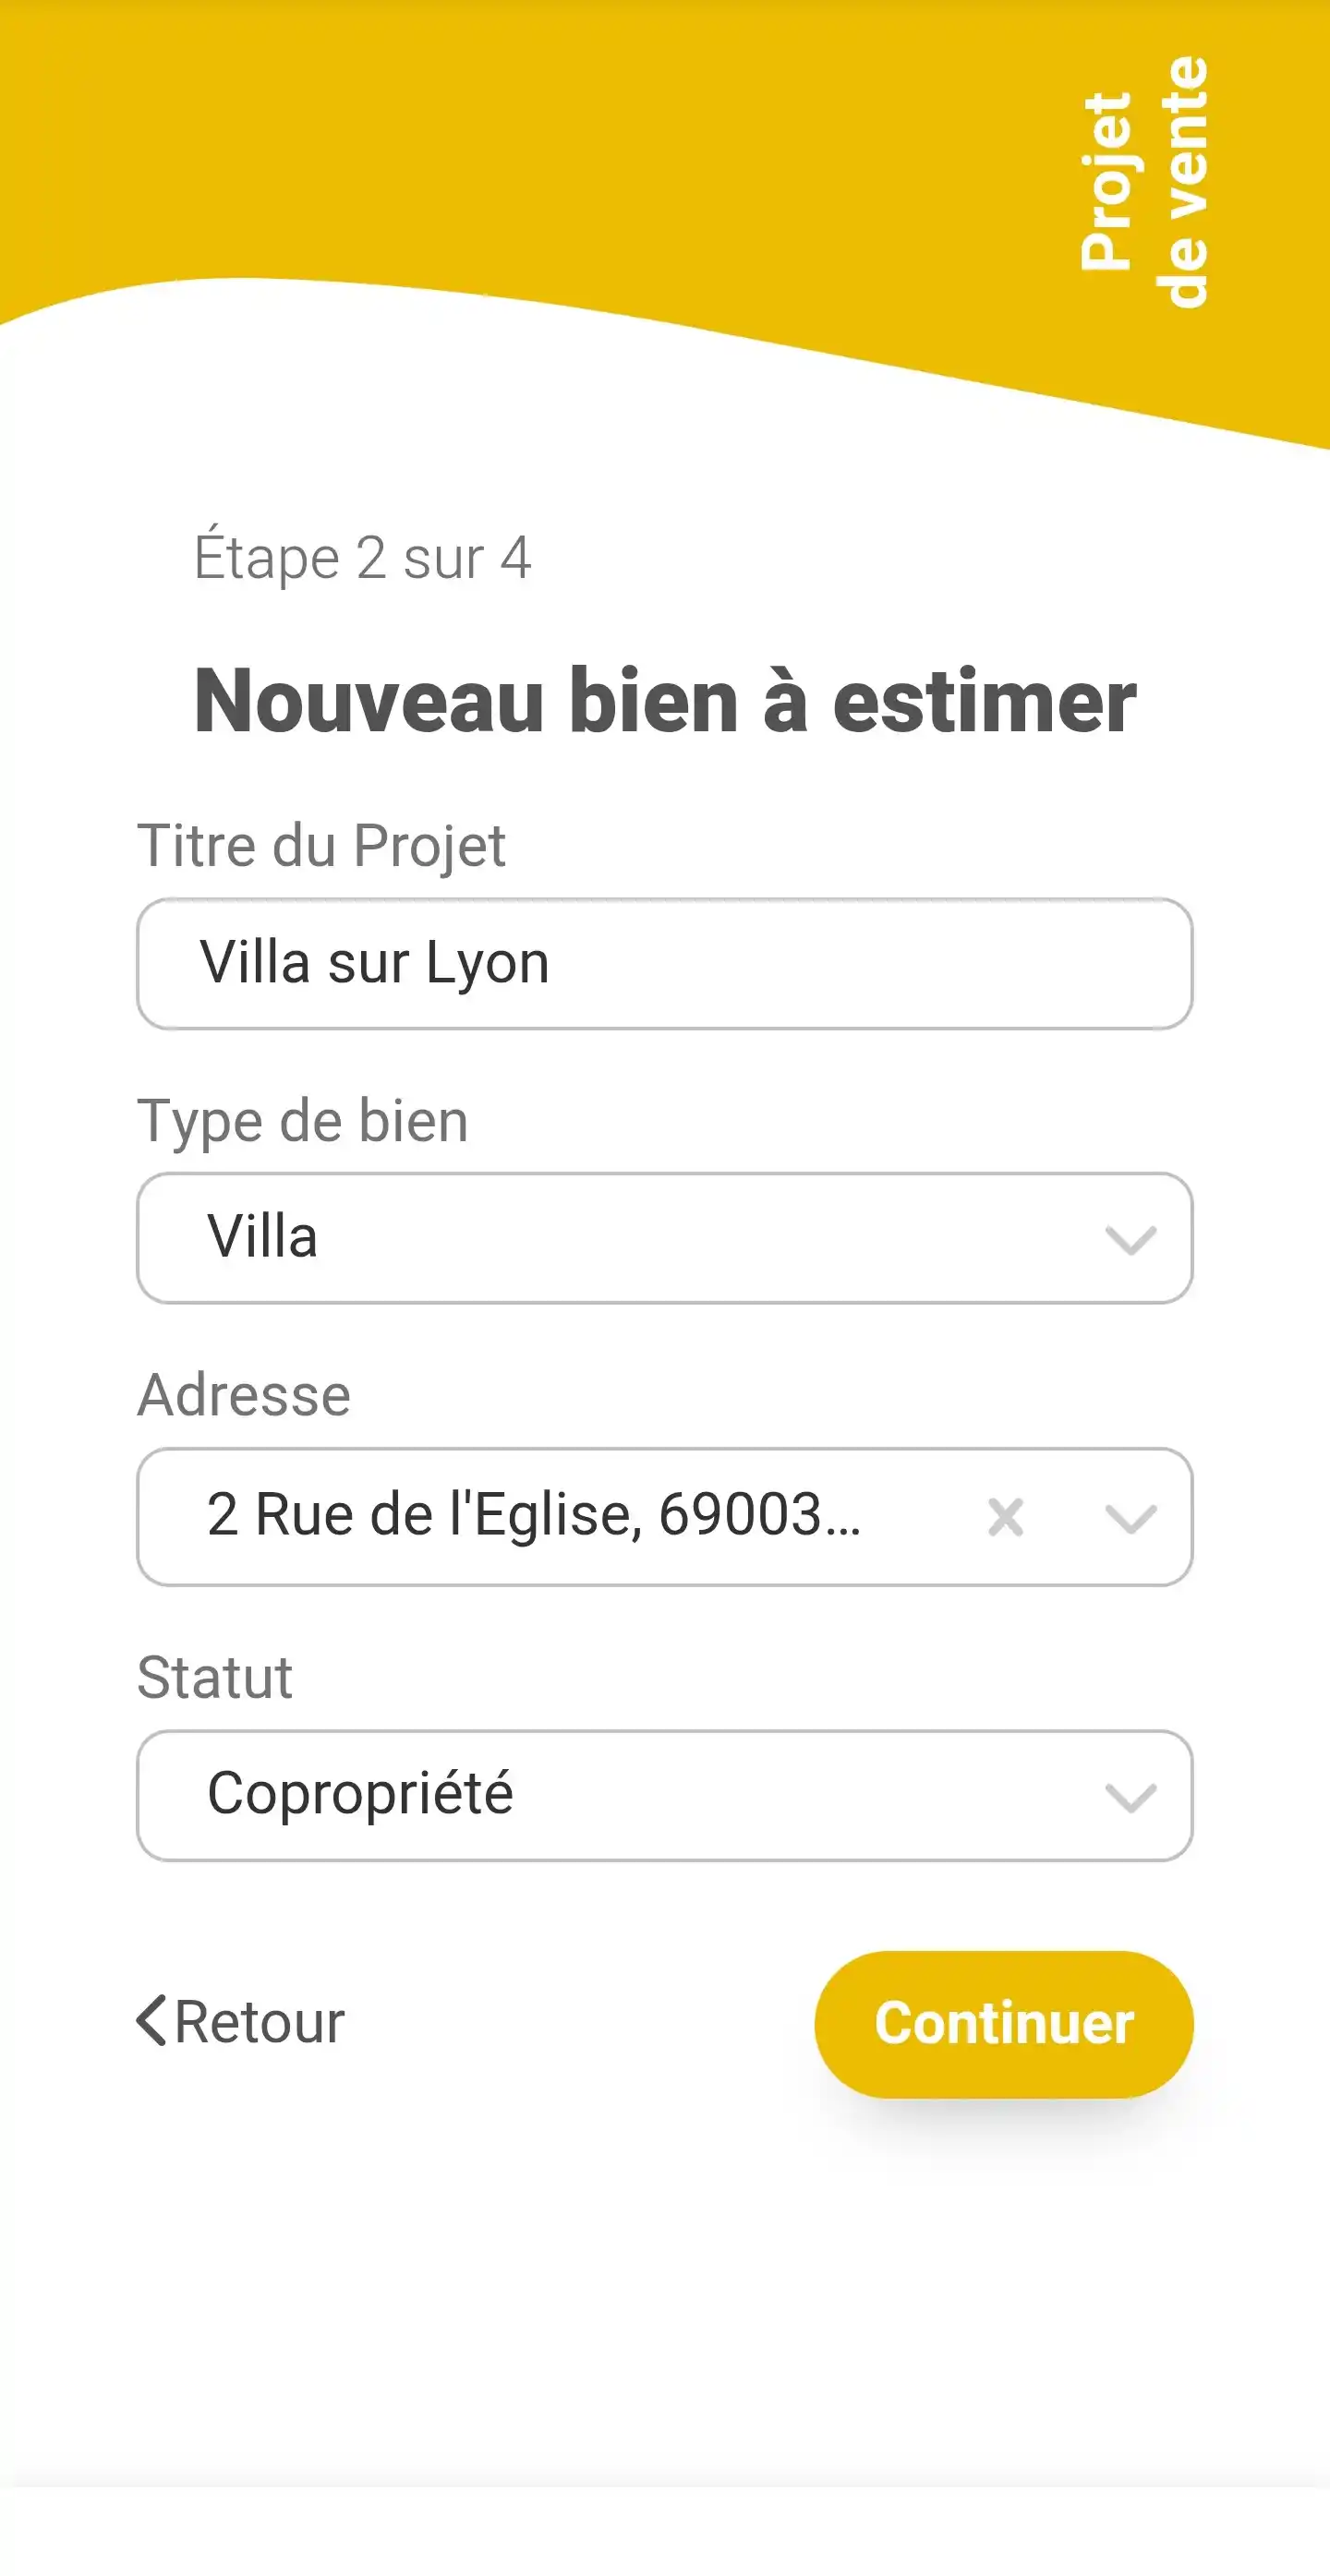 Projet
de vente
Étape 2 sur 4
Nouveau bien à estimer
Titre du Projet
Villa sur Lyon
Type de bien
Villa
Adresse
2 Rue de l'Eglise, 69003...
Statut
Copropriété
Retour
Continuer